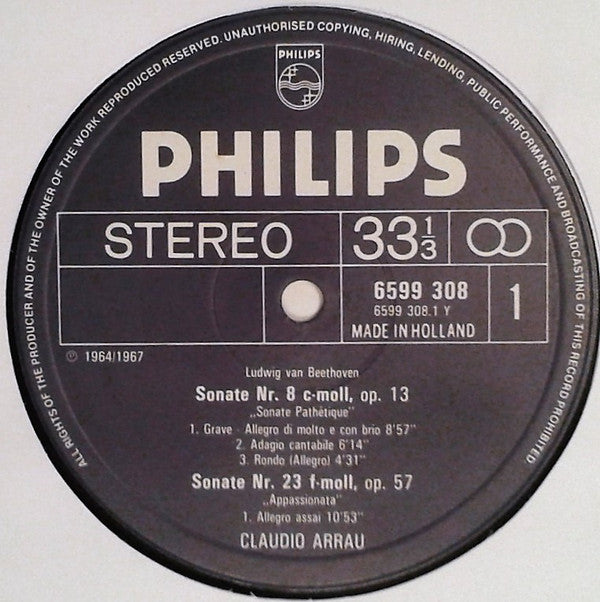 ALL RIGHTS OF THE PRODUCER AND OF THE OWNER OF THE WORK REPRODUCED RESERVED. UNAUTHORISED COPYING, HIRING, LENDING, PUBLIC PERFORMANCE AND BROADCASTING OF THIS RECORD PROHIBITED
PHILIPS
PHILIPS
STEREO
33 1/3
6599 308
6599 308.1 Y
1
MADE IN HOLLAND
℗ 1964/1967
Ludwig van Beethoven
Sonate Nr. 8 c-moll, op. 13
„Sonate Pathétique"
1. Grave - Allegro di molto e con brio 8'57"
2. Adagio cantabile 6'14"
3. Rondo (Allegro) 4'31"
Sonate Nr. 23 f-moll, op. 57
„Appassionata"
1. Allegro assai 10'53"
CLAUDIO ARRAU